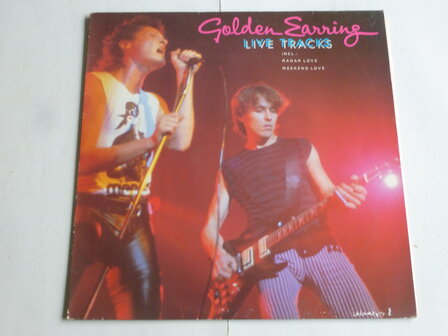 Golden Earring
LIVE TRACKS
INCL.:
RADAR LOVE
WEEKEND LOVE